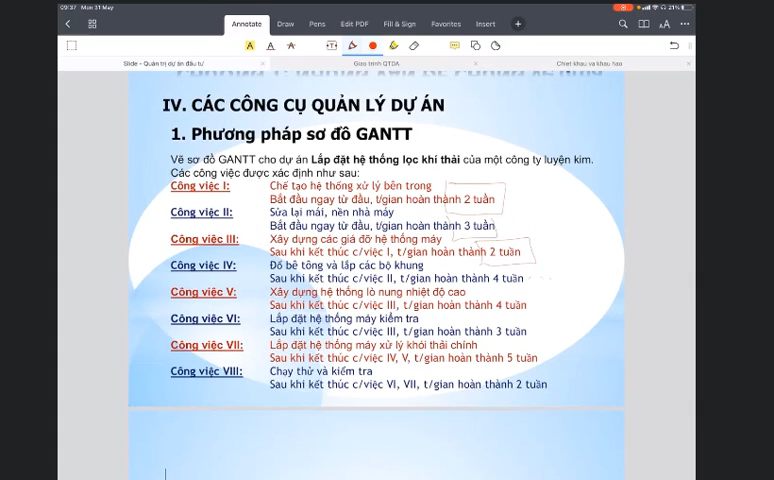 09:37 Mon 31 May
21%
Annotate Draw Pens Edit PDF Fill & Sign Favorites Insert
Slide - Quản trị dự án đầu tư
Giao trình QTDA
Chiet khau va khau hao
IV. CÁC CÔNG CỤ QUẢN LÝ DỰ ÁN
1. Phương pháp sơ đồ GANTT
Vẽ sơ đồ GANTT cho dự án Lắp đặt hệ thống lọc khí thải của một công ty luyện kim.
Các công việc được xác định như sau:
Công việc I: Chế tạo hệ thống xử lý bên trong
Bắt đầu ngay từ đầu, t/gian hoàn thành 2 tuần
Công việc II: Sửa lại mái, nền nhà máy
Bắt đầu ngay từ đầu, t/gian hoàn thành 3 tuần
Công việc III: Xây dựng các giá đỡ hệ thống máy
Sau khi kết thúc c/việc I, t/gian hoàn thành 2 tuần
Công việc IV: Đổ bê tông và lắp các bộ khung
Sau khi kết thúc c/việc II, t/gian hoàn thành 4 tuần
Công việc V: Xây dựng hệ thống lò nung nhiệt độ cao
Sau khi kết thúc c/việc III, t/gian hoàn thành 4 tuần
Công việc VI: Lắp đặt hệ thống máy kiểm tra
Sau khi kết thúc c/việc III, t/gian hoàn thành 3 tuần
Công việc VII: Lắp đặt hệ thống máy xử lý khói thải chính
Sau khi kết thúc c/việc IV, V, t/gian hoàn thành 5 tuần
Công việc VIII: Chạy thử và kiểm tra
Sau khi kết thúc c/việc VI, VII, t/gian hoàn thành 2 tuần